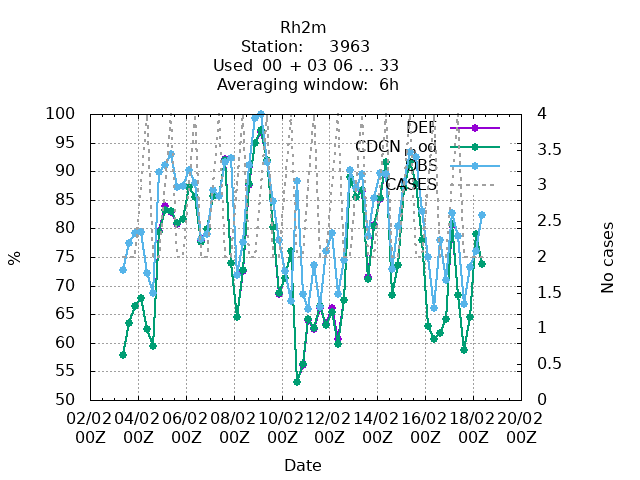 Rh2m
Station: 3963
Used 00 + 03 06 ... 33
Averaging window: 6h
100
95
90
85
80
75
70
65
60
55
50
4
3.5
3
2.5
2
1.5
1
0.5
0
%
No cases
DEF
OBS
CASES
02/02 04/02 06/02 08/02 10/02 12/02 14/02 16/02 18/02 20/02
00Z 00Z 00Z 00Z 00Z 00Z 00Z 00Z 00Z 00Z
Date